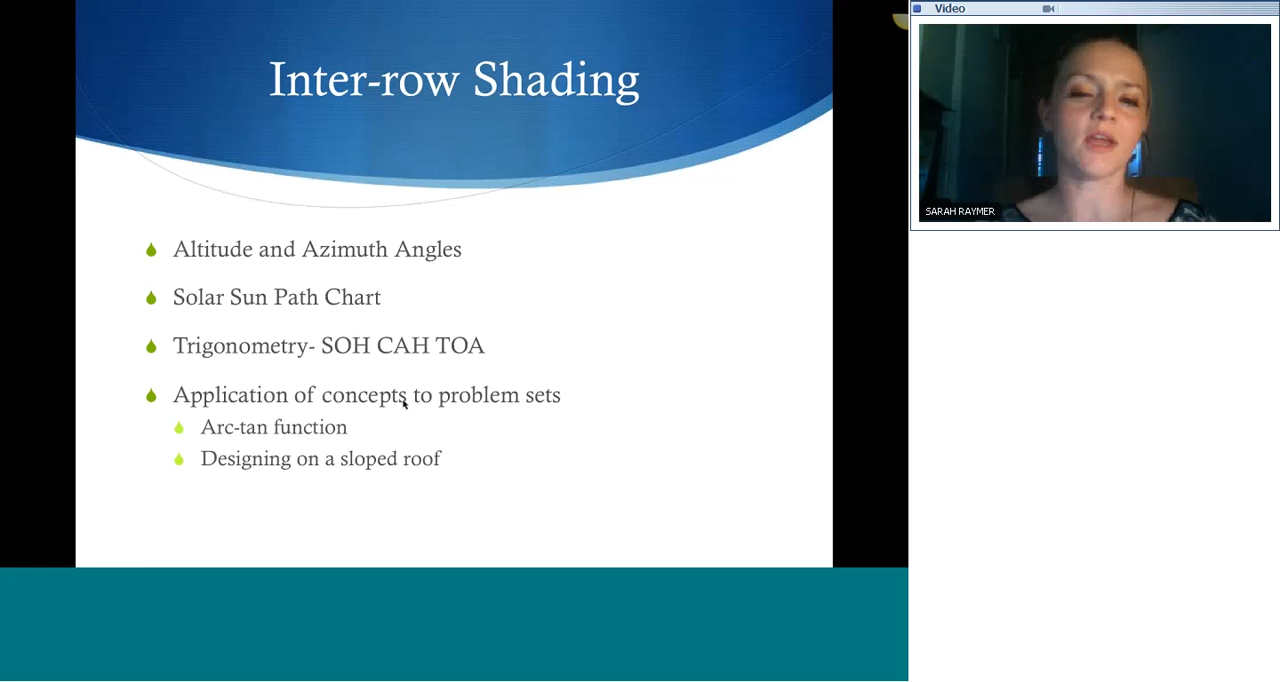 Inter-row Shading
Altitude and Azimuth Angles
Solar Sun Path Chart
Trigonometry- SOH CAH TOA
Application of concepts to problem sets
Arc-tan function
Designing on a sloped roof
Video
SARAH RAYMER